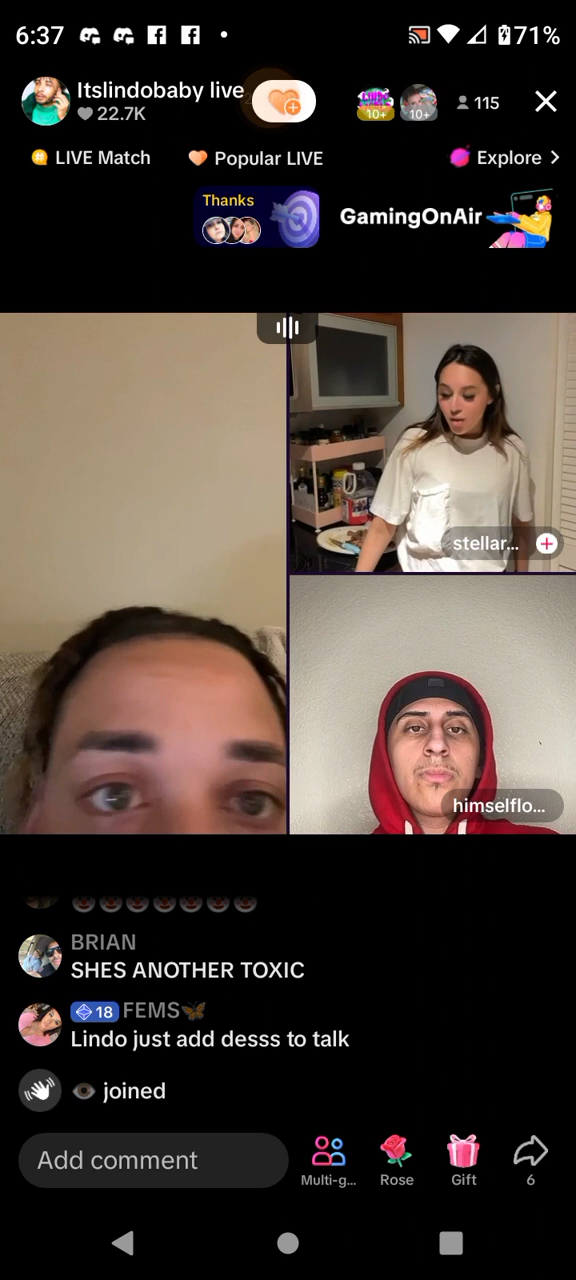 6:37
71%
Itslindobaby live
22.7K
10+
10+
115
LIVE Match
Popular LIVE
Explore
Thanks
GamingOnAir
stellar...
himselflo...
BRIAN
SHES ANOTHER TOXIC
18 FEMS🦋
Lindo just add desss to talk
👁 joined
Add comment
Multi-g...
Rose
Gift
6